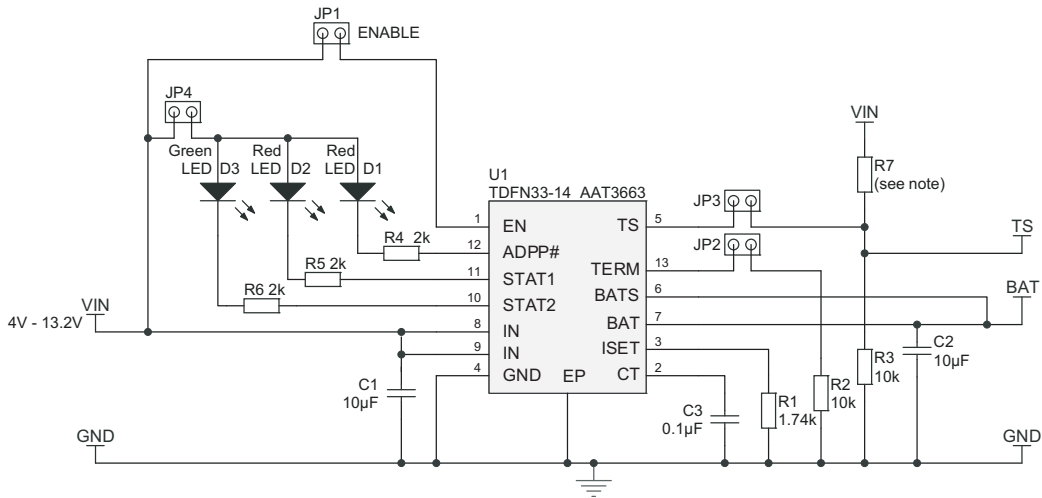 JP1
ENABLE
JP4
VIN
Green
LED D3
Red
LED D2
Red
LED D1
R7
(see note)
U1
TDFN33-14 AAT3663
JP3
TS
1
EN
TS
5
R4 2k
12
ADPP#
JP2
R5 2k
11
STAT1
TERM
13
R6 2k
10
STAT2
BATS
6
BAT
VIN
4V - 13.2V
8
IN
BAT
7
9
IN
ISET
3
C2
10µF
4
GND
EP
CT
2
R3
10k
C1
10µF
C3
0.1µF
R1
1.74k
R2
10k
GND
GND